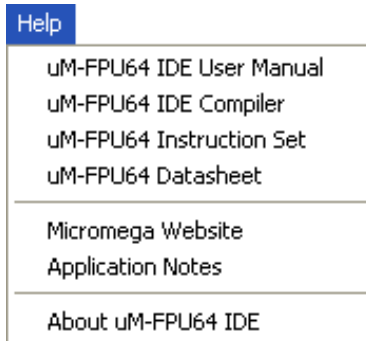 Help
uM-FPU64 IDE User Manual
uM-FPU64 IDE Compiler
uM-FPU64 Instruction Set
uM-FPU64 Datasheet
Micromega Website
Application Notes
About uM-FPU64 IDE